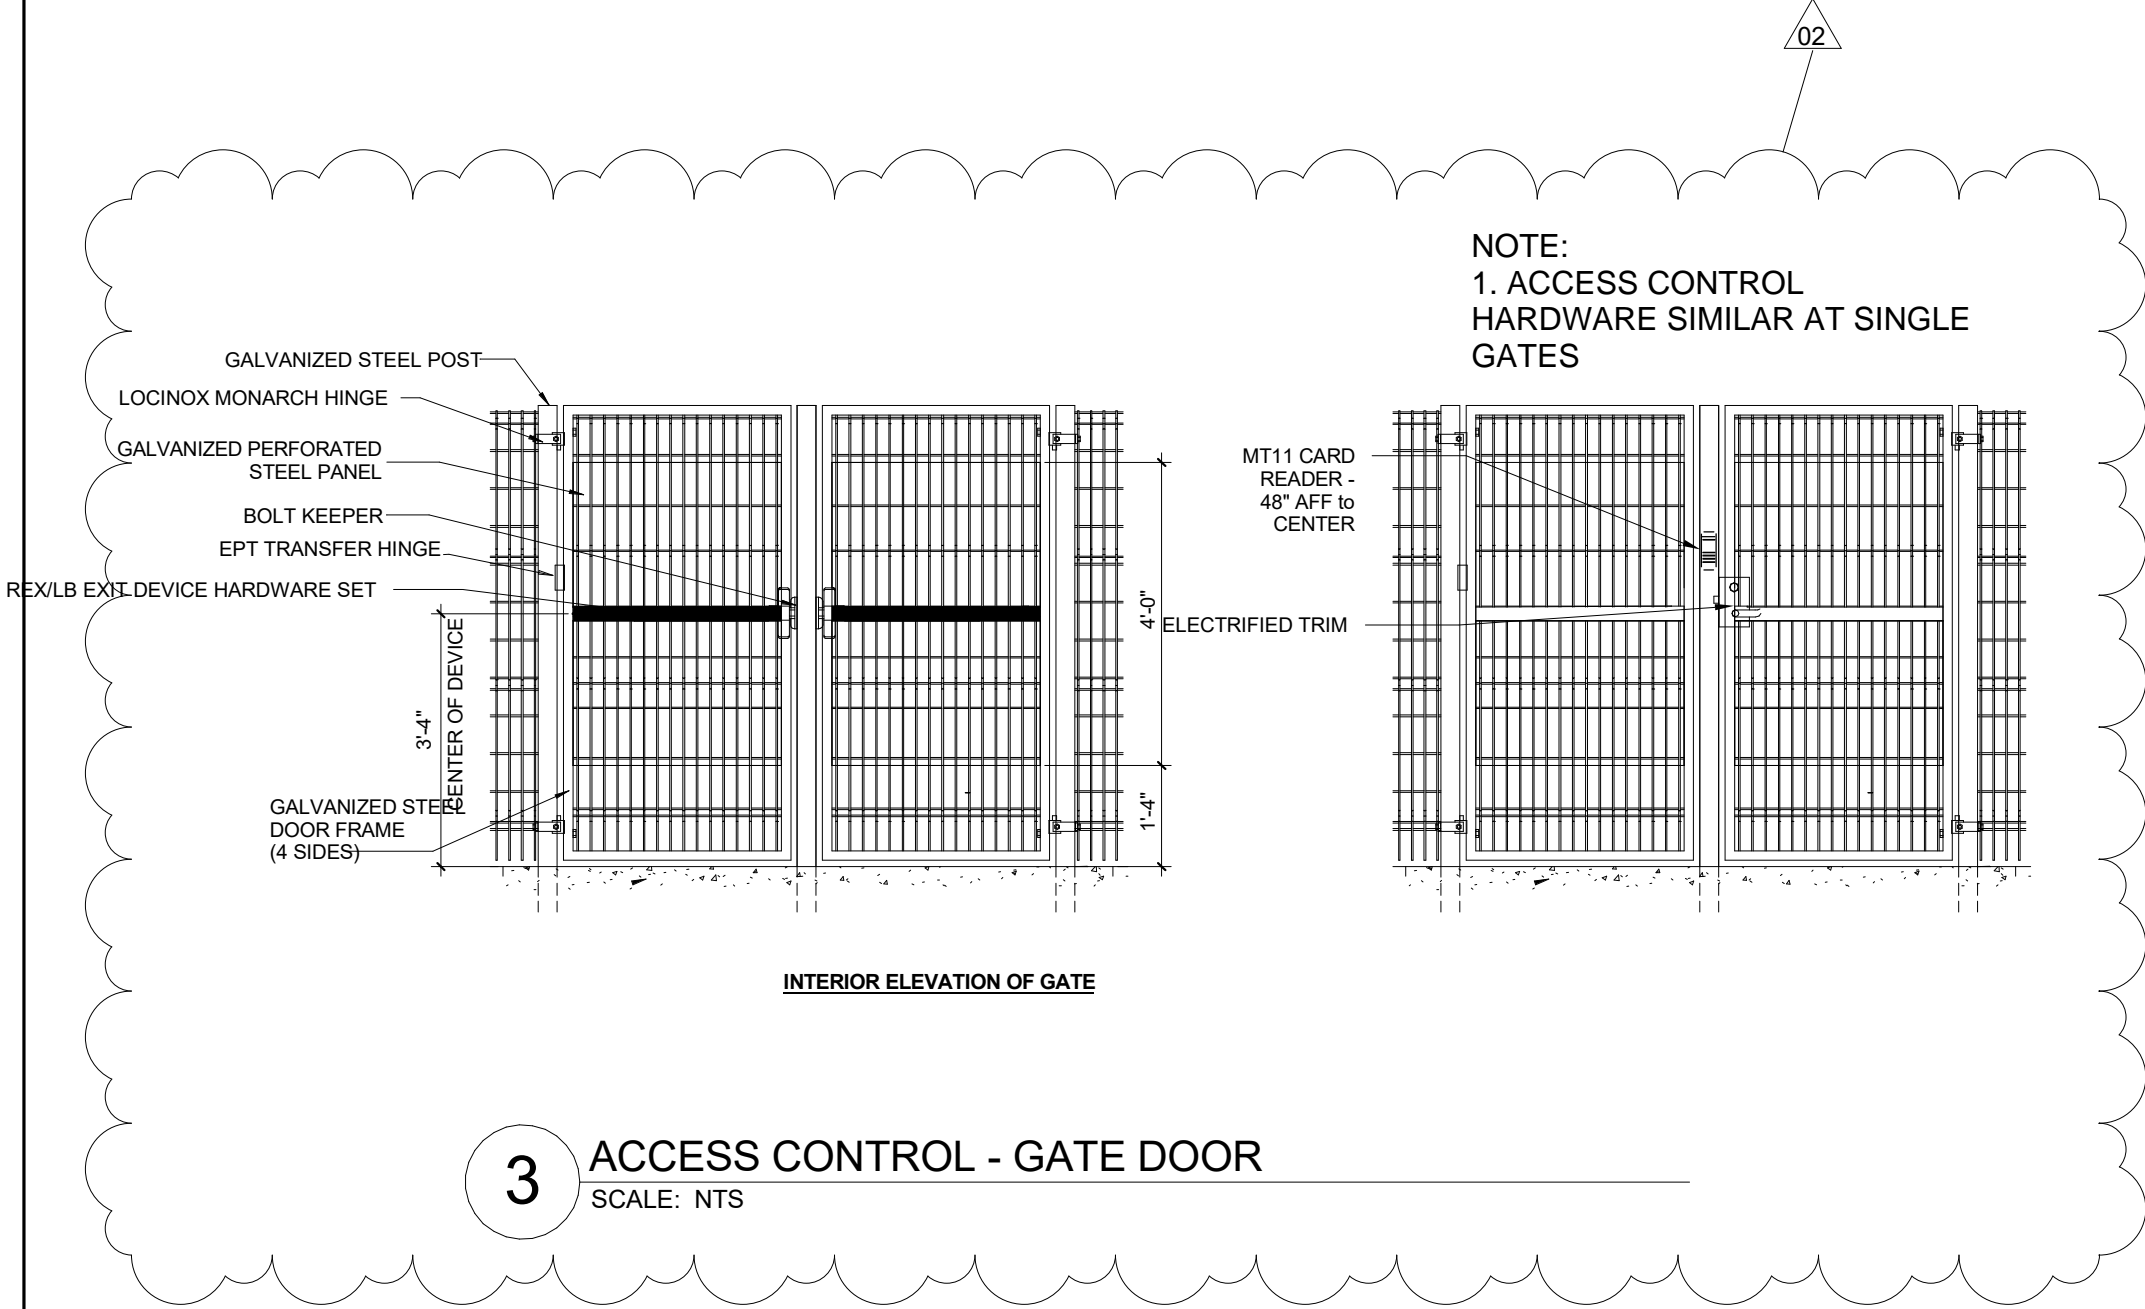 02
NOTE:
1. ACCESS CONTROL
HARDWARE SIMILAR AT SINGLE
GATES
GALVANIZED STEEL POST
LOCINOX MONARCH HINGE
GALVANIZED PERFORATED
STEEL PANEL
BOLT KEEPER
EPT TRANSFER HINGE
REX/LB EXIT DEVICE HARDWARE SET
3'-4"
CENTER OF DEVICE
GALVANIZED STEEL
DOOR FRAME
(4 SIDES)
4'-0"
1'-4"
MT11 CARD
READER -
48" AFF to
CENTER
ELECTRIFIED TRIM
INTERIOR ELEVATION OF GATE
3
ACCESS CONTROL - GATE DOOR
SCALE: NTS